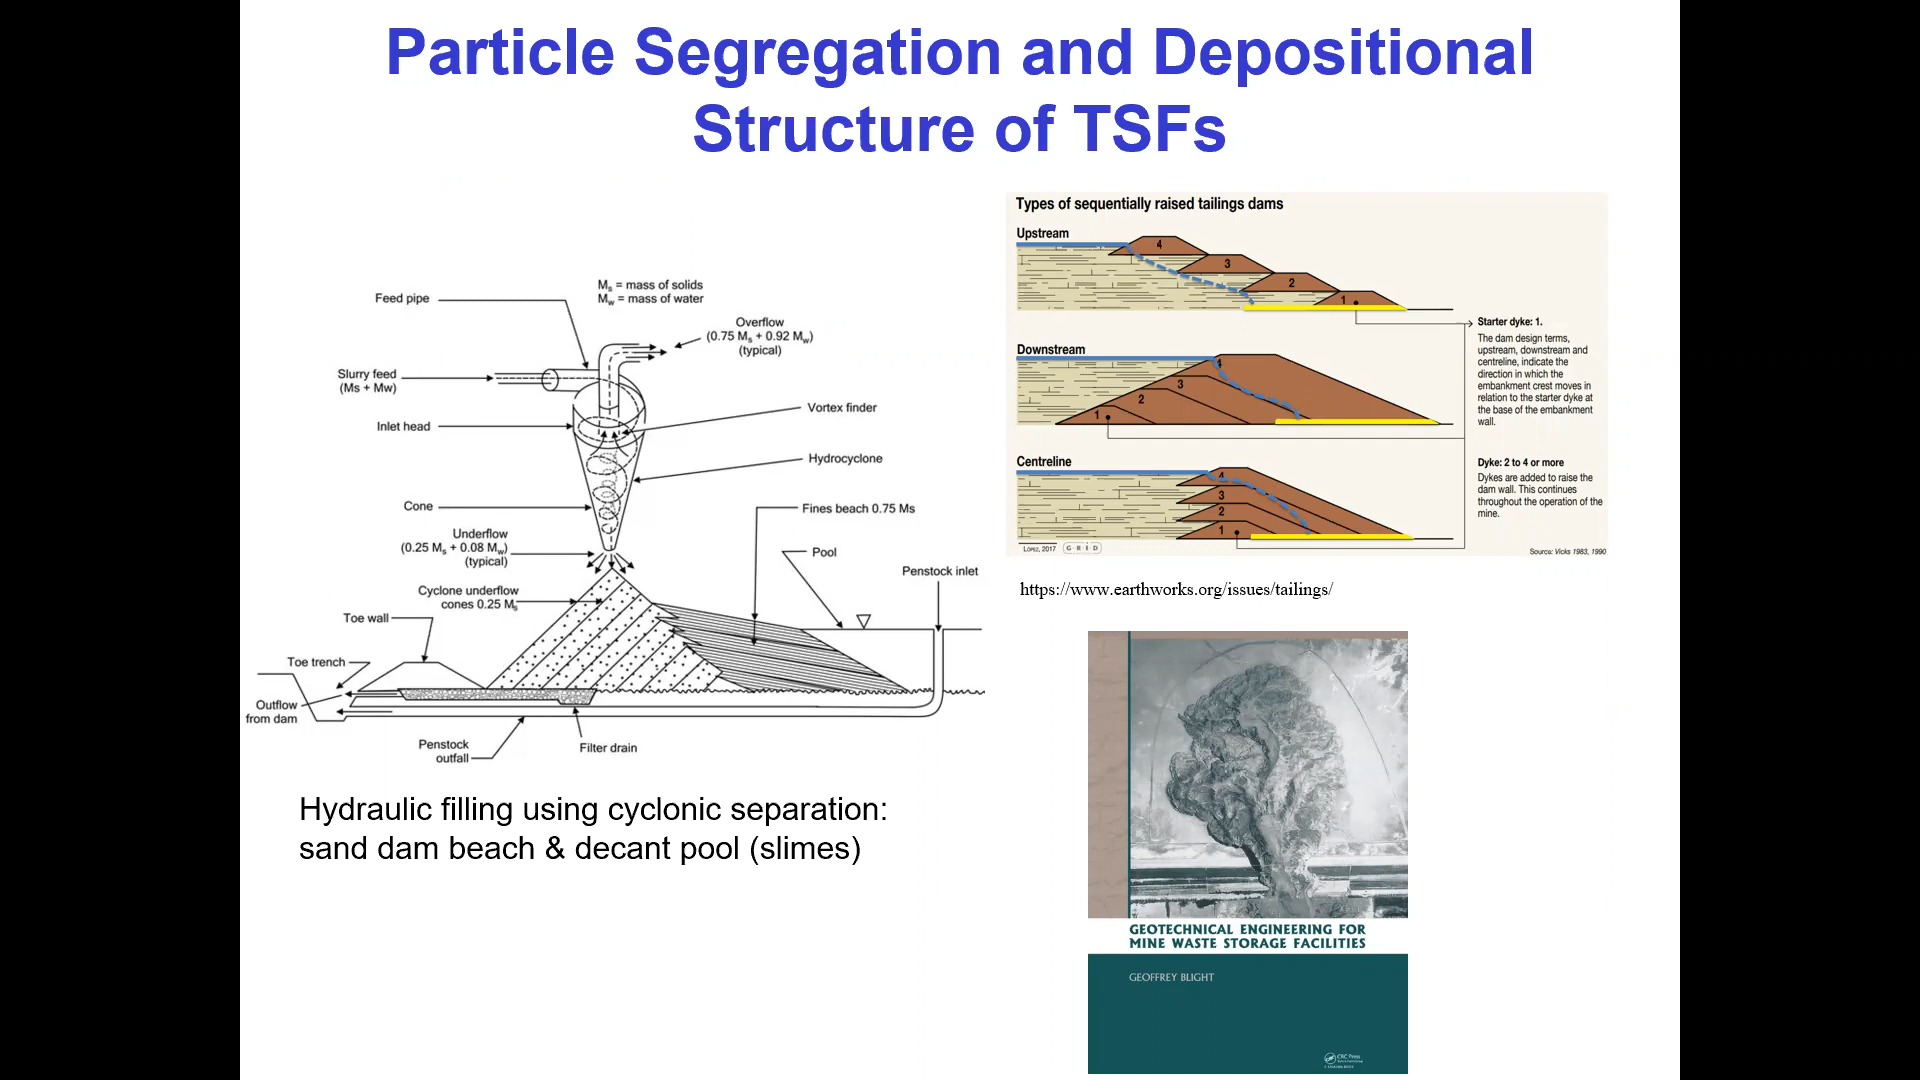 Particle Segregation and Depositional
Structure of TSFs
Ms = mass of solids
Mw = mass of water
Feed pipe
Overflow
(0.75 Ms + 0.92 Mw)
(typical)
Slurry feed
(Ms + Mw)
Vortex finder
Inlet head
Hydrocyclone
Cone
Fines beach 0.75 Ms
Underflow
(0.25 Ms + 0.08 Mw)
(typical)
Pool
Penstock inlet
Cyclone underflow
cones 0.25 Ms
Toe wall
Toe trench
Outflow
from dam
Penstock
outfall
Filter drain
Hydraulic filling using cyclonic separation:
sand dam beach & decant pool (slimes)
Types of sequentially raised tailings dams
Upstream
4
3
2
1
Starter dyke: 1.
The dam design terms,
upstream, downstream and
centreline, indicate the
direction in which the
embankment crest moves in
relation to the starter dyke at
the base of the embankment
wall.
Downstream
4
3
2
1
Centreline
4
3
2
1
Dyke: 2 to 4 or more
Dykes are added to raise the
dam wall. This continues
throughout the operation of the
mine.
López, 2017
G R I D
Source: Vicks 1983, 1990
https://www.earthworks.org/issues/tailings/
GEOTECHNICAL ENGINEERING FOR
MINE WASTE STORAGE FACILITIES
GEOFFREY BLIGHT
CRC Press